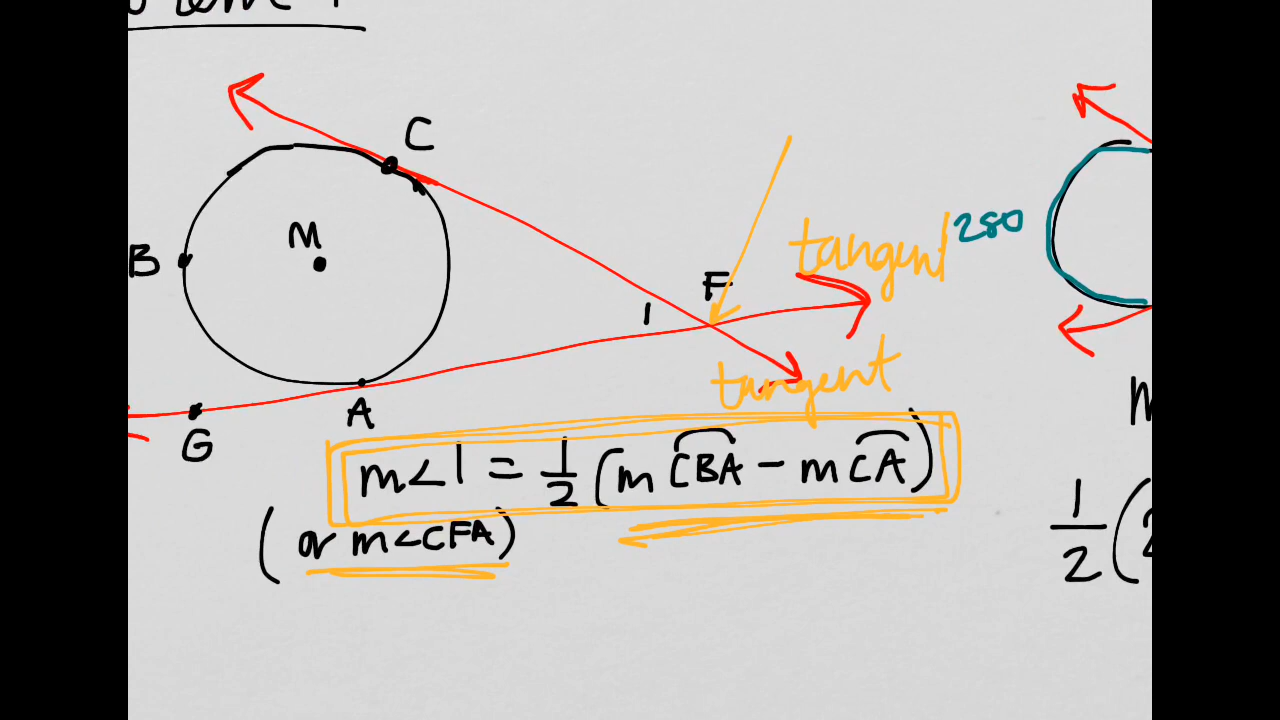 C
B
M
F
tangent
280
1
tangent
A
G
m<1 = 1/2 (m CBA - m CA)
(or m<CFA)
1/2 (